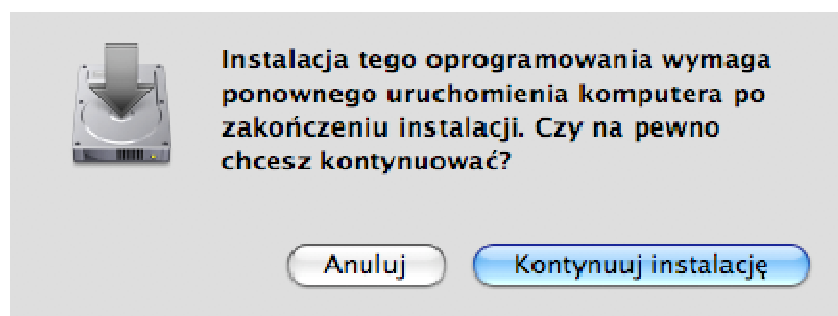 Instalacja tego oprogramowania wymaga
ponownego uruchomienia komputera po
zakończeniu instalacji. Czy na pewno
chcesz kontynuować?
Anuluj
Kontynuuj instalację